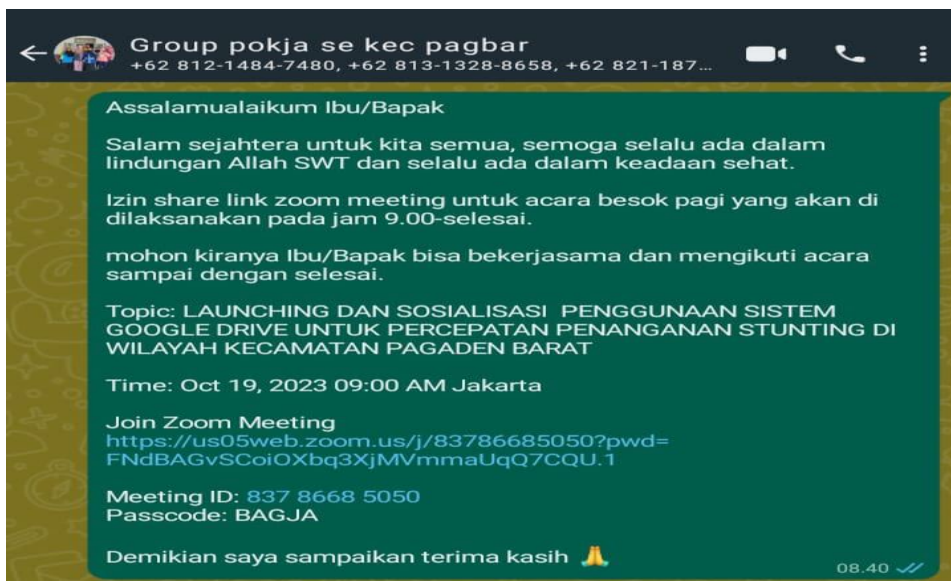 Group pokja se kec pagbar
+62 812-1484-7480, +62 813-1328-8658, +62 821-187...
Assalamualaikum Ibu/Bapak
Salam sejahtera untuk kita semua, semoga selalu ada dalam
lindungan Allah SWT dan selalu ada dalam keadaan sehat.
Izin share link zoom meeting untuk acara besok pagi yang akan di
dilaksanakan pada jam 9.00-selesai.
mohon kiranya Ibu/Bapak bisa bekerjasama dan mengikuti acara
sampai dengan selesai.
Topic: LAUNCHING DAN SOSIALISASI PENGGUNAAN SISTEM
GOOGLE DRIVE UNTUK PERCEPATAN PENANGANAN STUNTING DI
WILAYAH KECAMATAN PAGADEN BARAT
Time: Oct 19, 2023 09:00 AM Jakarta
Join Zoom Meeting
https://us05web.zoom.us/j/83786685050?pwd=
FNdBAGvSCoiOXbq3XjMVmmaUqQ7CQU.1
Meeting ID: 837 8668 5050
Passcode: BAGJA
Demikian saya sampaikan terima kasih 🙏
08.40